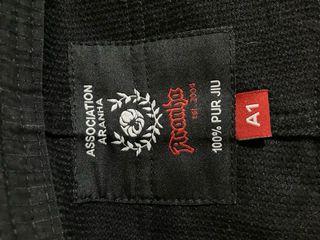 ASSOCIATION
ARANHA
Aranha
est. 2004
100% PUR JIU
A1